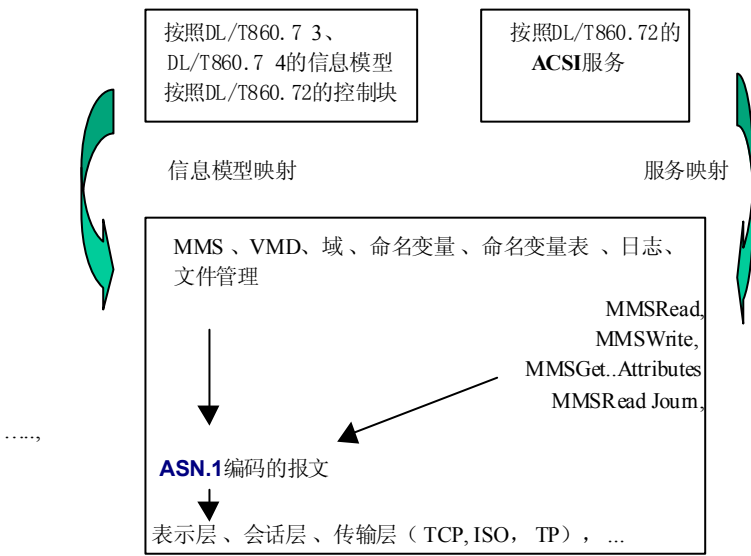 按照DL/T860.7 3、
DL/T860.7 4的信息模型
按照DL/T860.72的控制块
按照DL/T860.72的
ACSI服务
信息模型映射
服务映射
MMS 、VMD、域 、命名变量 、命名变量表 、日志、
文件管理
MMSRead,
MMSWrite,
MMSGet..Attributes
MMSRead Journ,
…..,
ASN.1编码的报文
表示层 、会话层 、传输层（ TCP, ISO， TP），...